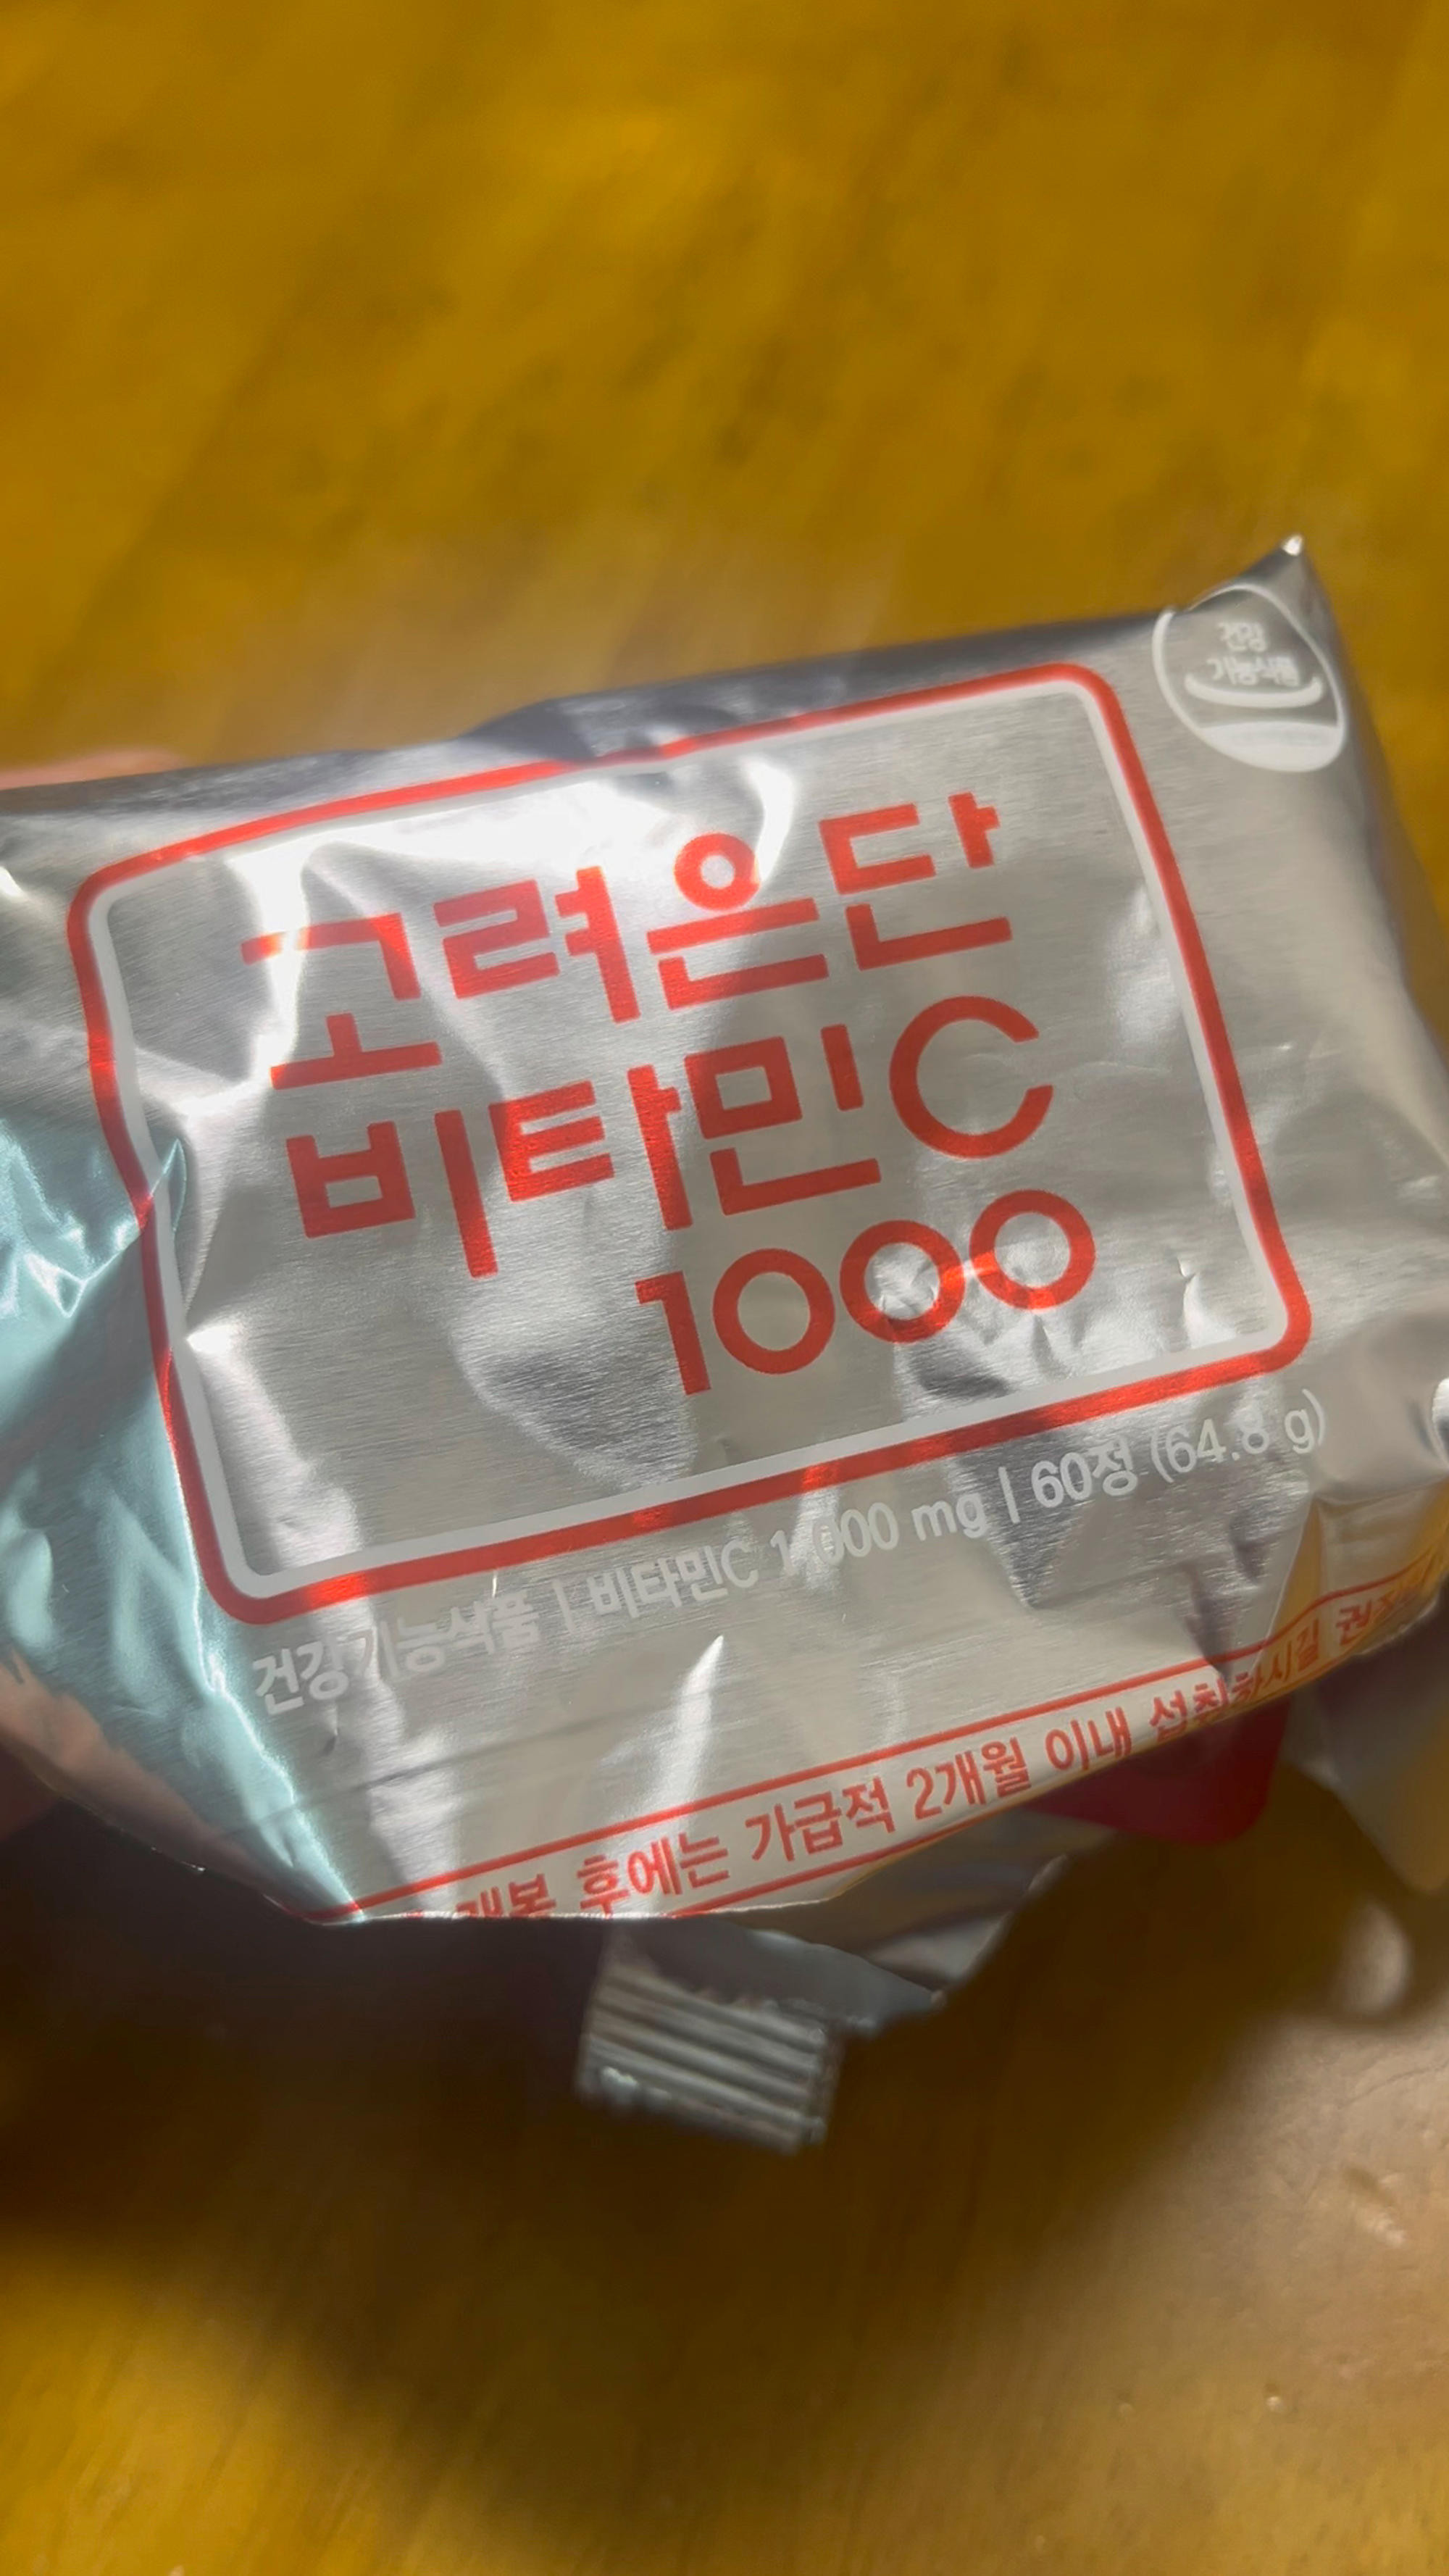 건강
기능식품
고려은단
비타민C
1000
건강기능식품 | 비타민C 1,000 mg | 60정 (64.8 g)
개봉 후에는 가급적 2개월 이내 섭취하시길